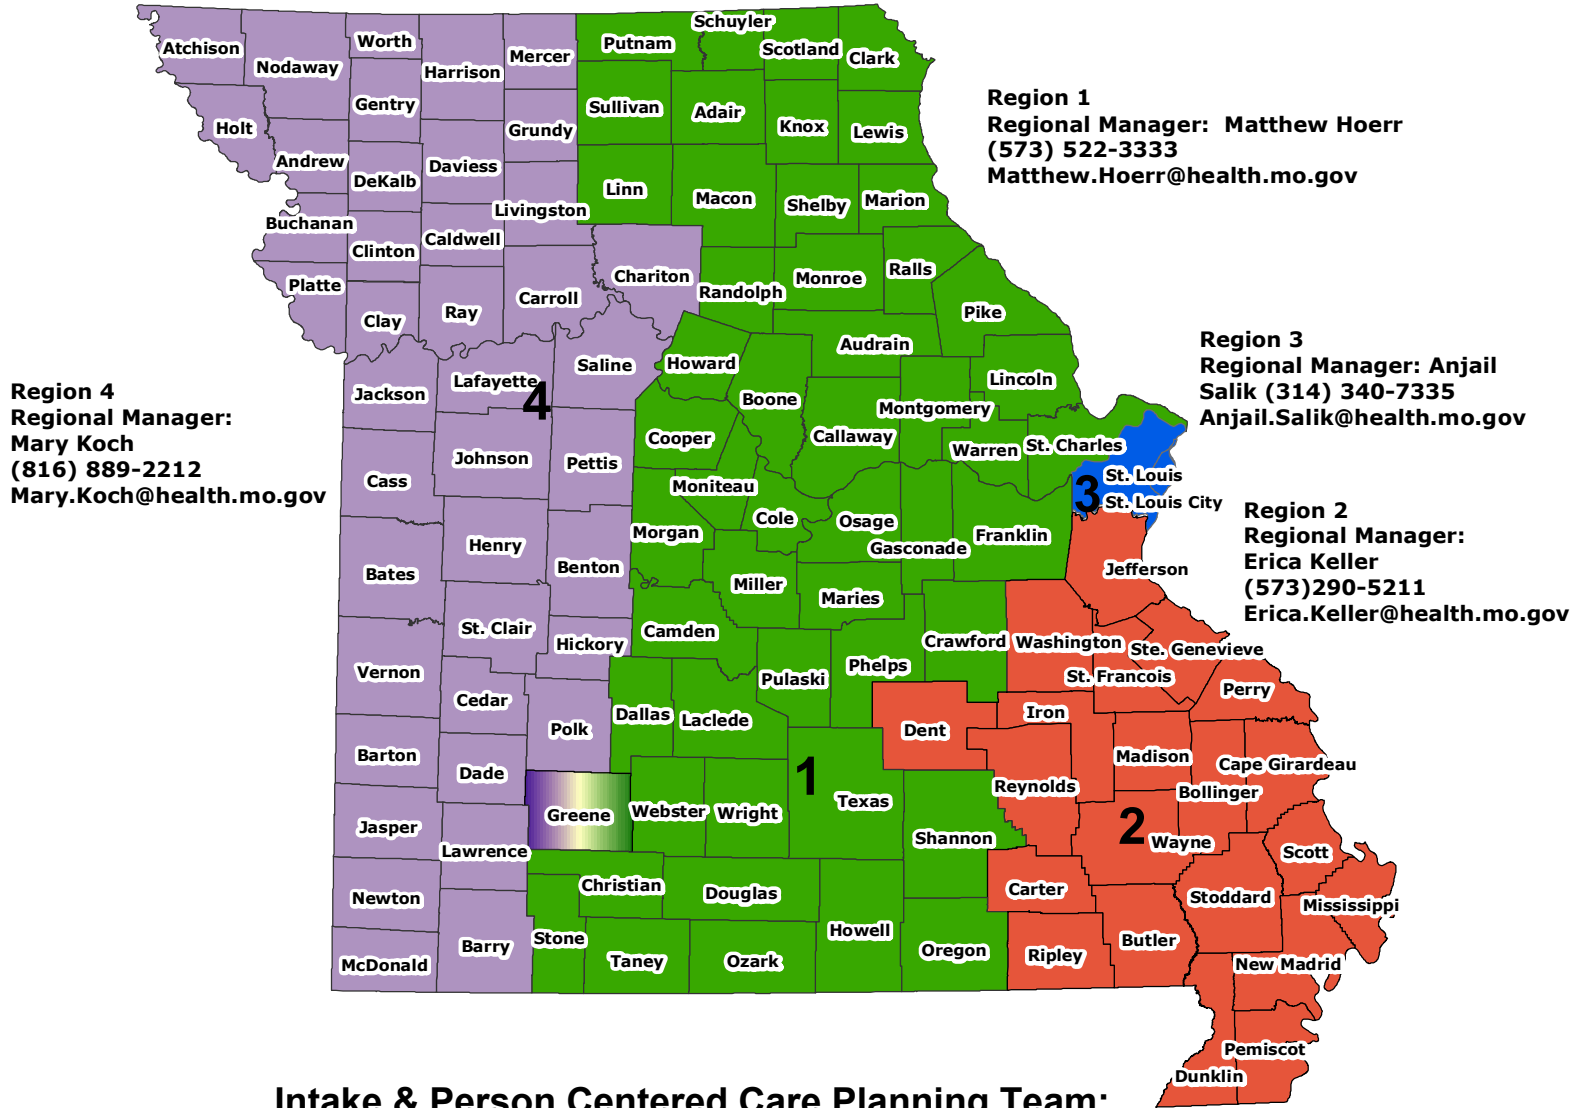 Atchison
Nodaway
Worth
Harrison
Mercer
Putnam
Schuyler
Scotland
Clark
Gentry
Holt
Andrew
DeKalb
Daviess
Grundy
Sullivan
Adair
Knox
Lewis
Region 1
Regional Manager:  Matthew Hoerr
(573) 522-3333
Matthew.Hoerr@health.mo.gov
Buchanan
Clinton
Caldwell
Livingston
Linn
Macon
Shelby
Marion
Platte
Clay
Ray
Carroll
Chariton
Randolph
Monroe
Ralls
Pike
Audrain
Region 3
Regional Manager: Anjail
Salik (314) 340-7335
Anjail.Salik@health.mo.gov
Region 4
Regional Manager:
Mary Koch
(816) 889-2212
Mary.Koch@health.mo.gov
Jackson
Lafayette
4
Saline
Howard
Boone
Callaway
Montgomery
Lincoln
Warren
St. Charles
St. Louis
3
St. Louis City
Region 2
Regional Manager:
Erica Keller
(573)290-5211
Erica.Keller@health.mo.gov
Cass
Johnson
Pettis
Cooper
Moniteau
Cole
Morgan
Osage
Gasconade
Franklin
Jefferson
Bates
Henry
Benton
Miller
Maries
Camden
St. Clair
Hickory
Crawford
Washington
Ste. Genevieve
St. Francois
Perry
Vernon
Cedar
Polk
Dallas
Laclede
Pulaski
Phelps
Dent
Iron
Madison
Cape Girardeau
Bollinger
Reynolds
Barton
Dade
Greene
Webster
Wright
1
Texas
Shannon
2
Wayne
Scott
Jasper
Lawrence
Christian
Douglas
Carter
Stoddard
Mississippi
Newton
Barry
Stone
Taney
Ozark
Howell
Oregon
Ripley
Butler
New Madrid
McDonald
Pemiscot
Dunklin
Intake & Person Centered Care Planning Team: